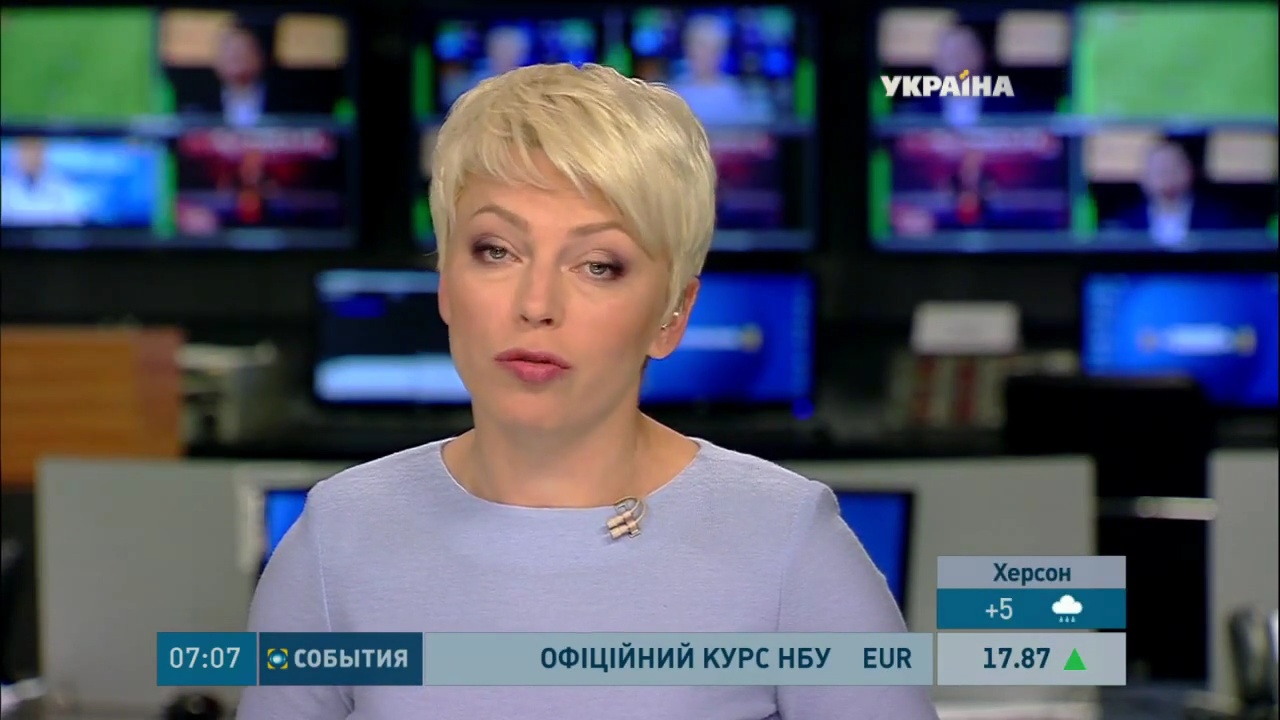 УКРАЇНА
Херсон
+5
07:07
СОБЫТИЯ
ОФІЦІЙНИЙ КУРС НБУ EUR
17.87